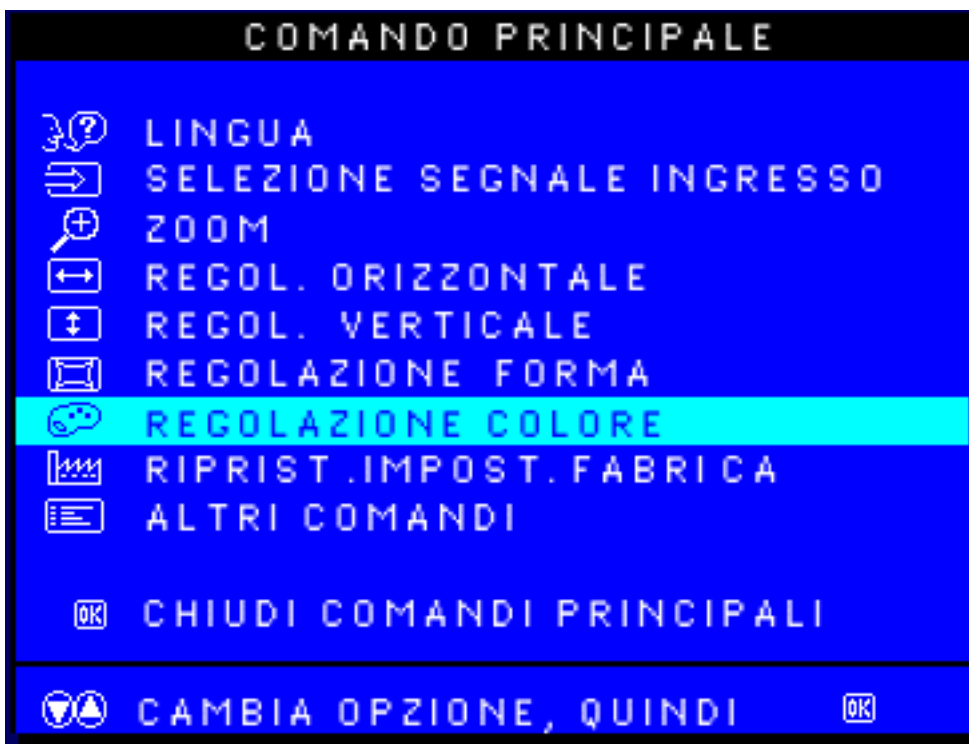 COMANDO PRINCIPALE
LINGUA
SELEZIONE SEGNALE INGRESSO
ZOOM
REGOL. ORIZZONTALE
REGOL. VERTICALE
REGOLAZIONE FORMA
REGOLAZIONE COLORE
RIPRIST.IMPOST.FABRICA
ALTRI COMANDI
OK CHIUDI COMANDI PRINCIPALI
CAMBIA OPZIONE, QUINDI OK